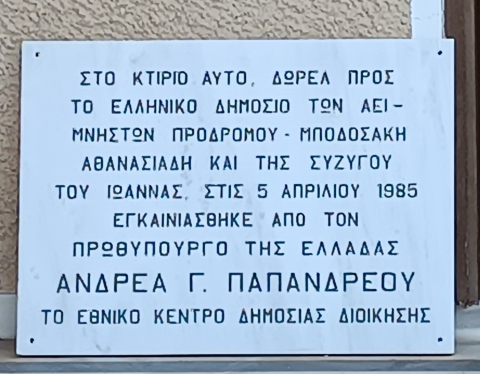 ΣΤΟ ΚΤΙΡΙΟ ΑΥΤΟ, ΔΩΡΕΑ ΠΡΟΣ
ΤΟ ΕΛΛΗΝΙΚΟ ΔΗΜΟΣΙΟ ΤΩΝ ΑΕΙ-
ΜΝΗΣΤΩΝ ΠΡΟΔΡΟΜΟΥ - ΜΠΟΔΟΣΑΚΗ
ΑΘΑΝΑΣΙΑΔΗ ΚΑΙ ΤΗΣ ΣΥΖΥΓΟΥ
ΤΟΥ ΙΩΑΝΝΑΣ, ΣΤΙΣ 5 ΑΠΡΙΛΙΟΥ 1985
ΕΓΚΑΙΝΙΑΣΘΗΚΕ ΑΠΟ ΤΟΝ
ΠΡΩΘΥΠΟΥΡΓΟ ΤΗΣ ΕΛΛΑΔΑΣ
ΑΝΔΡΕΑ Γ. ΠΑΠΑΝΔΡΕΟΥ
ΤΟ ΕΘΝΙΚΟ ΚΕΝΤΡΟ ΔΗΜΟΣΙΑΣ ΔΙΟΙΚΗΣΗΣ